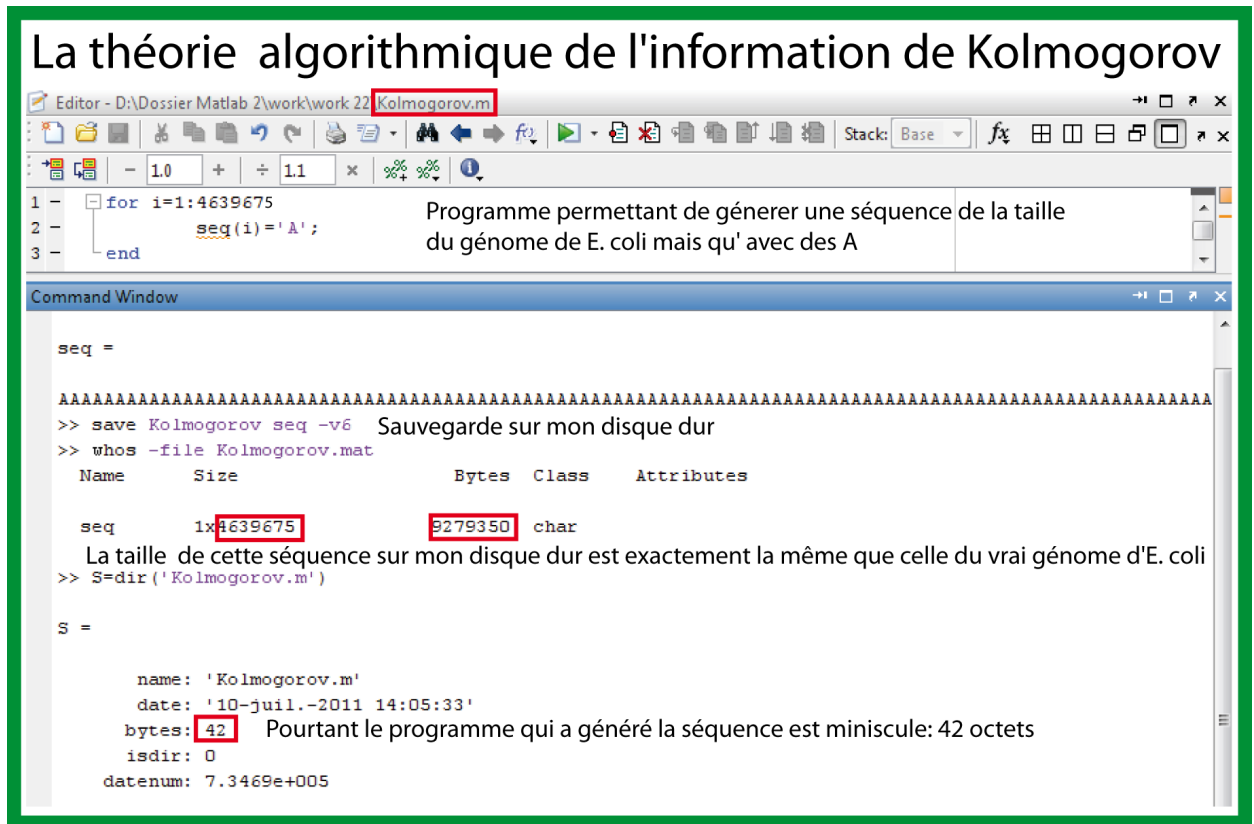 La théorie algorithmique de l'information de Kolmogorov
Editor - D:\Dossier Matlab 2\work\work 22\Kolmogorov.m
Stack: Base fx
- 1.0 + ÷ 1.1 ×
1 - for i=1:4639675
2 - seq(i)='A';
3 - end
Programme permettant de génerer une séquence de la taille
du génome de E. coli mais qu' avec des A
Command Window
seq =
AAAAAAAAAAAAAAAAAAAAAAAAAAAAAAAAAAAAAAAAAAAAAAAAAAAAAAAAAAAAAAAAAAAAAAAAAAAAAAAAAAAAAAAAAAAAAAAA
>> save Kolmogorov seq -v6 Sauvegarde sur mon disque dur
>> whos -file Kolmogorov.mat
Name Size Bytes Class Attributes
seq 1x4639675 9279350 char
La taille de cette séquence sur mon disque dur est exactement la même que celle du vrai génome d'E. coli
>> S=dir('Kolmogorov.m')
S =
name: 'Kolmogorov.m'
date: '10-juil.-2011 14:05:33'
bytes: 42 Pourtant le programme qui a généré la séquence est miniscule: 42 octets
isdir: 0
datenum: 7.3469e+005